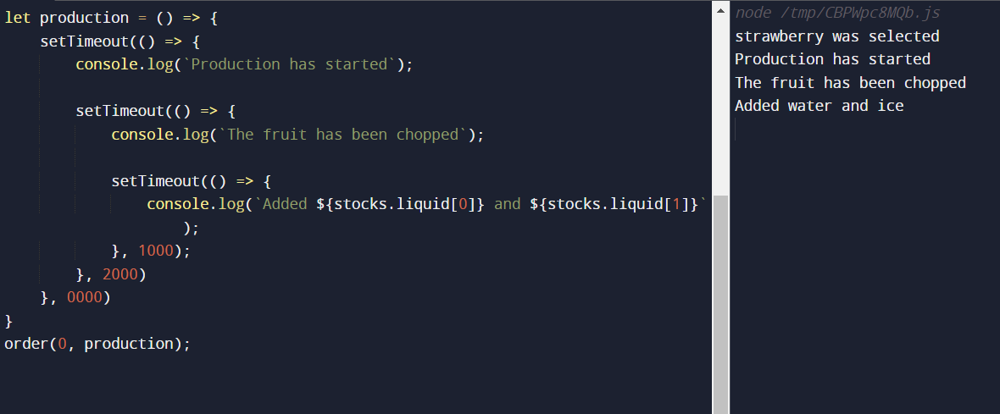 let production = () => {
    setTimeout(() => {
        console.log(`Production has started`);

        setTimeout(() => {
            console.log(`The fruit has been chopped`);

            setTimeout(() => {
                console.log(`Added ${stocks.liquid[0]} and ${stocks.liquid[1]}`
                    );
            }, 1000);
        }, 2000)
    }, 0000)
}
order(0, production);
node /tmp/CBPWpc8MQb.js
strawberry was selected
Production has started
The fruit has been chopped
Added water and ice